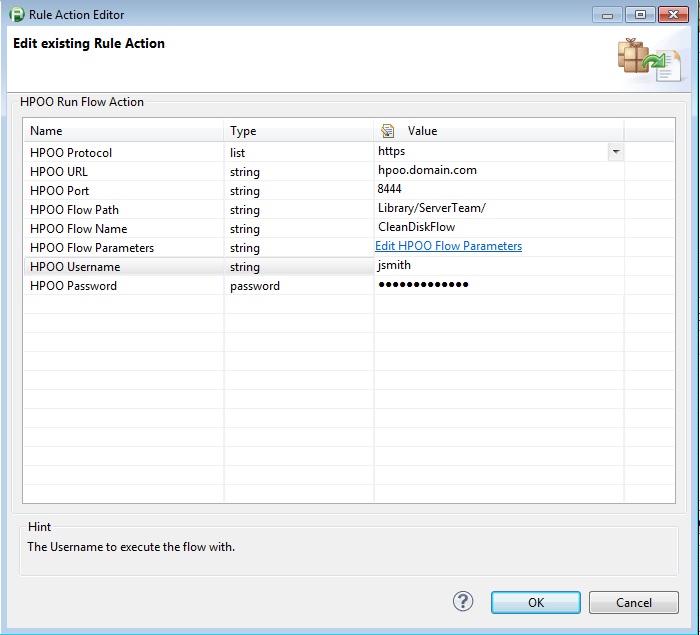 Rule Action Editor
Edit existing Rule Action
HPOO Run Flow Action
Name Type Value
HPOO Protocol list https
HPOO URL string hpoo.domain.com
HPOO Port string 8444
HPOO Flow Path string Library/ServerTeam/
HPOO Flow Name string CleanDiskFlow
HPOO Flow Parameters string Edit HPOO Flow Parameters
HPOO Username string jsmith
HPOO Password password •••••••••••••
Hint
The Username to execute the flow with.
? OK Cancel